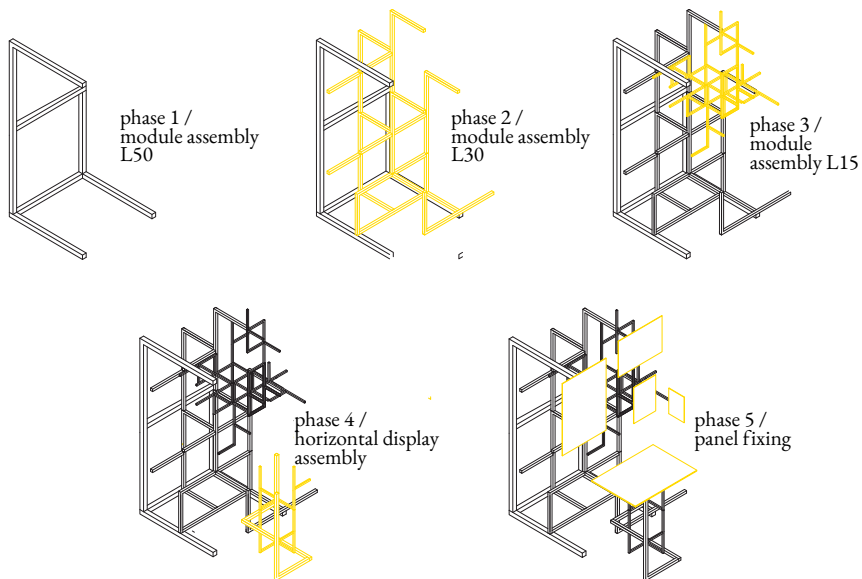 phase 1 /
module assembly
L50
phase 2 /
module assembly
L30
phase 3 /
module
assembly L15
phase 4 /
horizontal display
assembly
phase 5 /
panel fixing